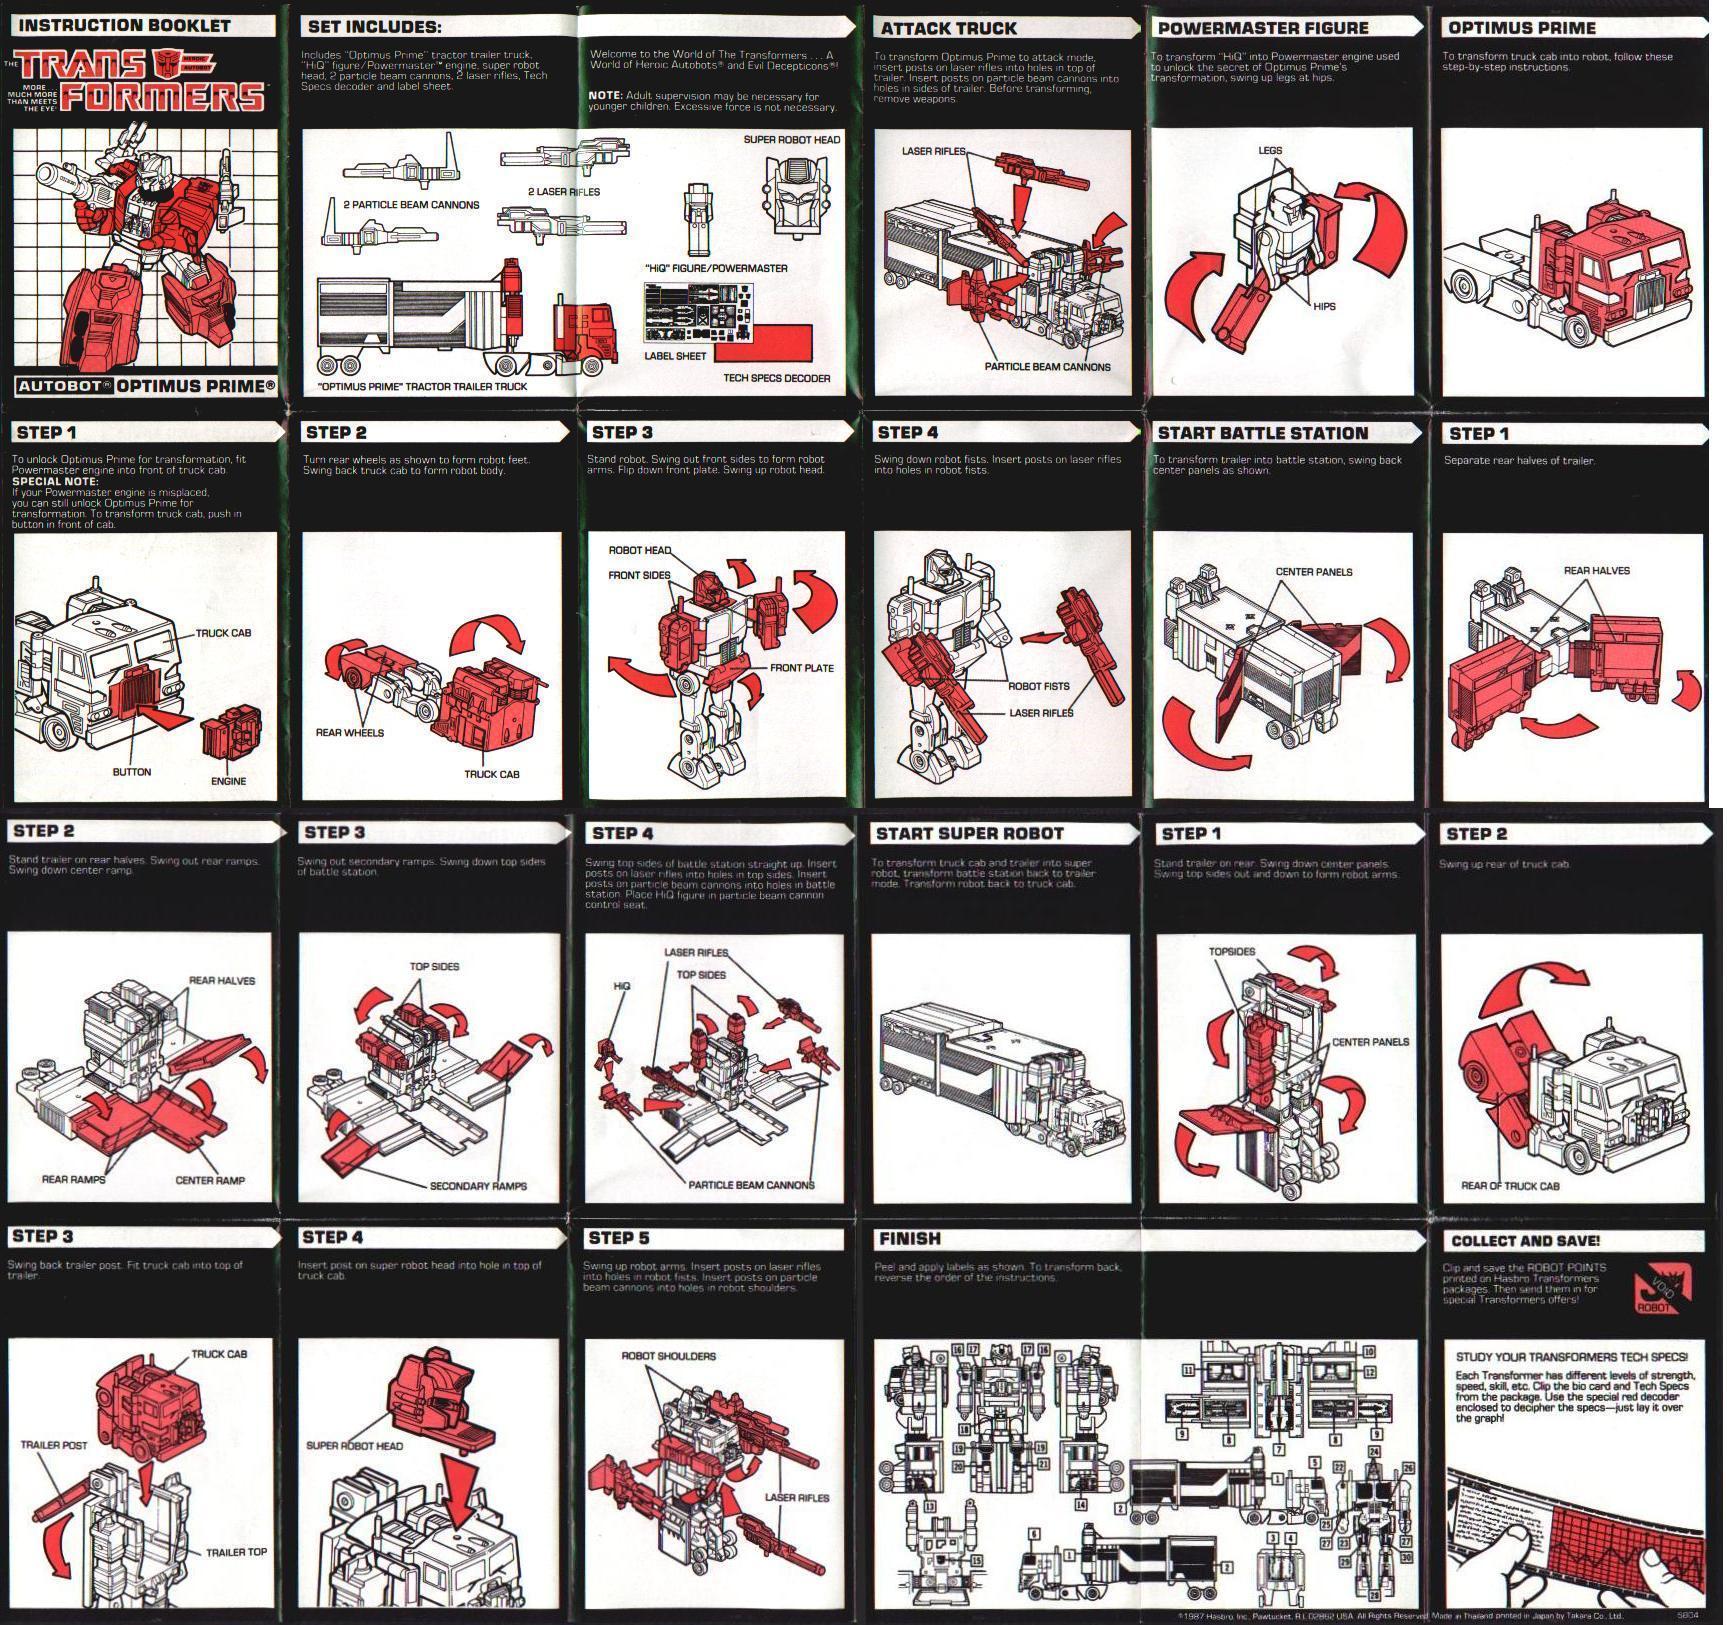 INSTRUCTION BOOKLET
THE TRANSFORMERS
HEROIC
AUTOBOT
MORE...
MUCH MORE
THAN MEETS
THE EYE
AUTOBOT® OPTIMUS PRIME®
SET INCLUDES:
Includes "Optimus Prime" tractor trailer truck,
"HiQ" figure/Powermaster™ engine, super robot
head, 2 particle beam cannons, 2 laser rifles, Tech
Specs decoder and label sheet.
Welcome to the World of The Transformers . . . A
World of Heroic Autobots® and Evil Decepticons®!
NOTE: Adult supervision may be necessary for
younger children. Excessive force is not necessary.
SUPER ROBOT HEAD
2 LASER RIFLES
2 PARTICLE BEAM CANNONS
"HiQ" FIGURE/POWERMASTER
LABEL SHEET
TECH SPECS DECODER
"OPTIMUS PRIME" TRACTOR TRAILER TRUCK
ATTACK TRUCK
To transform Optimus Prime to attack mode,
insert posts on laser rifles into holes in top of
trailer. Insert posts on particle beam cannons into
holes in sides of trailer. Before transforming,
remove weapons.
LASER RIFLES
PARTICLE BEAM CANNONS
POWERMASTER FIGURE
To transform "HiQ" into Powermaster engine used
to unlock the secret of Optimus Prime's
transformation, swing up legs at hips.
LEGS
HIPS
OPTIMUS PRIME
To transform truck cab into robot, follow these
step-by-step instructions.
STEP 1
To unlock Optimus Prime for transformation, fit
Powermaster engine into front of truck cab.
SPECIAL NOTE:
If your Powermaster engine is misplaced,
you can still unlock Optimus Prime for
transformation. To transform truck cab, push in
button in front of cab.
TRUCK CAB
BUTTON
ENGINE
STEP 2
Turn rear wheels as shown to form robot feet.
Swing back truck cab to form robot body.
REAR WHEELS
TRUCK CAB
STEP 3
Stand robot. Swing out front sides to form robot
arms. Flip down front plate. Swing up robot head.
ROBOT HEAD
FRONT SIDES
FRONT PLATE
STEP 4
Swing down robot fists. Insert posts on laser rifles
into holes in robot fists.
ROBOT FISTS
LASER RIFLES
START BATTLE STATION
To transform trailer into battle station, swing back
center panels as shown.
CENTER PANELS
STEP 1
Separate rear halves of trailer.
REAR HALVES
STEP 2
Stand trailer on rear halves. Swing out rear ramps.
Swing down center ramp.
REAR HALVES
REAR RAMPS
CENTER RAMP
STEP 3
Swing out secondary ramps. Swing down top sides
of battle station.
TOP SIDES
SECONDARY RAMPS
STEP 4
Swing top sides of battle station straight up. Insert
posts on laser rifles into holes in top sides. Insert
posts on particle beam cannons into holes in battle
station. Place HiQ figure in particle beam cannon
control seat.
LASER RIFLES
TOP SIDES
HiQ
PARTICLE BEAM CANNONS
START SUPER ROBOT
To transform truck cab and trailer into super
robot, transform battle station back to trailer
mode. Transform robot back to truck cab.
STEP 1
Stand trailer on rear. Swing down center panels.
Swing top sides out and down to form robot arms.
TOPSIDES
CENTER PANELS
STEP 2
Swing up rear of truck cab.
REAR OF TRUCK CAB
STEP 3
Swing back trailer post. Fit truck cab into top of
trailer.
TRUCK CAB
TRAILER POST
TRAILER TOP
STEP 4
Insert post on super robot head into hole in top of
truck cab.
SUPER ROBOT HEAD
STEP 5
Swing up robot arms. Insert posts on laser rifles
into holes in robot fists. Insert posts on particle
beam cannons into holes in robot shoulders.
ROBOT SHOULDERS
LASER RIFLES
FINISH
Peel and apply labels as shown. To transform back,
reverse the order of the instructions.
16 17 17 16
18
19 19
20 21
13 14
15
11 10
12
9 8 7 8 9
24
1 5 22 26
2
25
27 23 27
29 30
28
6 1 2 3 4
©1987 Hasbro, Inc., Pawtucket, R.I. 02862 USA. All Rights Reserved. Made in Thailand printed in Japan by Takara Co., Ltd.
5804
COLLECT AND SAVE!
Clip and save the ROBOT POINTS
printed on Hasbro Transformers
packages. Then send them in for
special Transformers offers!
VOID
ROBOT
STUDY YOUR TRANSFORMERS TECH SPECS!
Each Transformer has different levels of strength,
speed, skill, etc. Clip the bio card and Tech Specs
from the package. Use the special red decoder
enclosed to decipher the specs—just lay it over
the graph!